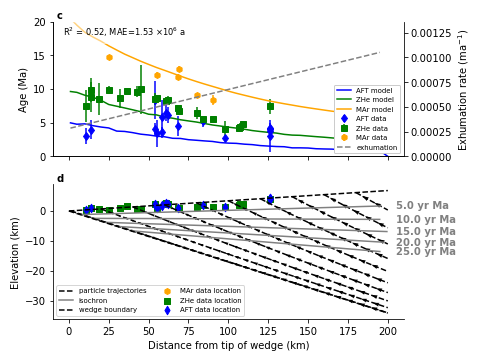 c
R² = 0.52, MAE=1.53 ×10⁶ a
20
15
10
5
0
Age (Ma)
0.00125
0.00100
0.00075
0.00050
0.00025
0.00000
Exhumation rate (ma⁻¹)
AFT model
ZHe model
MAr model
AFT data
ZHe data
MAr data
exhumation
d
0
−10
−20
−30
Elevation (km)
5.0 yr Ma
10.0 yr Ma
15.0 yr Ma
20.0 yr Ma
25.0 yr Ma
particle trajectories
isochron
wedge boundary
MAr data location
ZHe data location
AFT data location
0 25 50 75 100 125 150 175 200
Distance from tip of wedge (km)